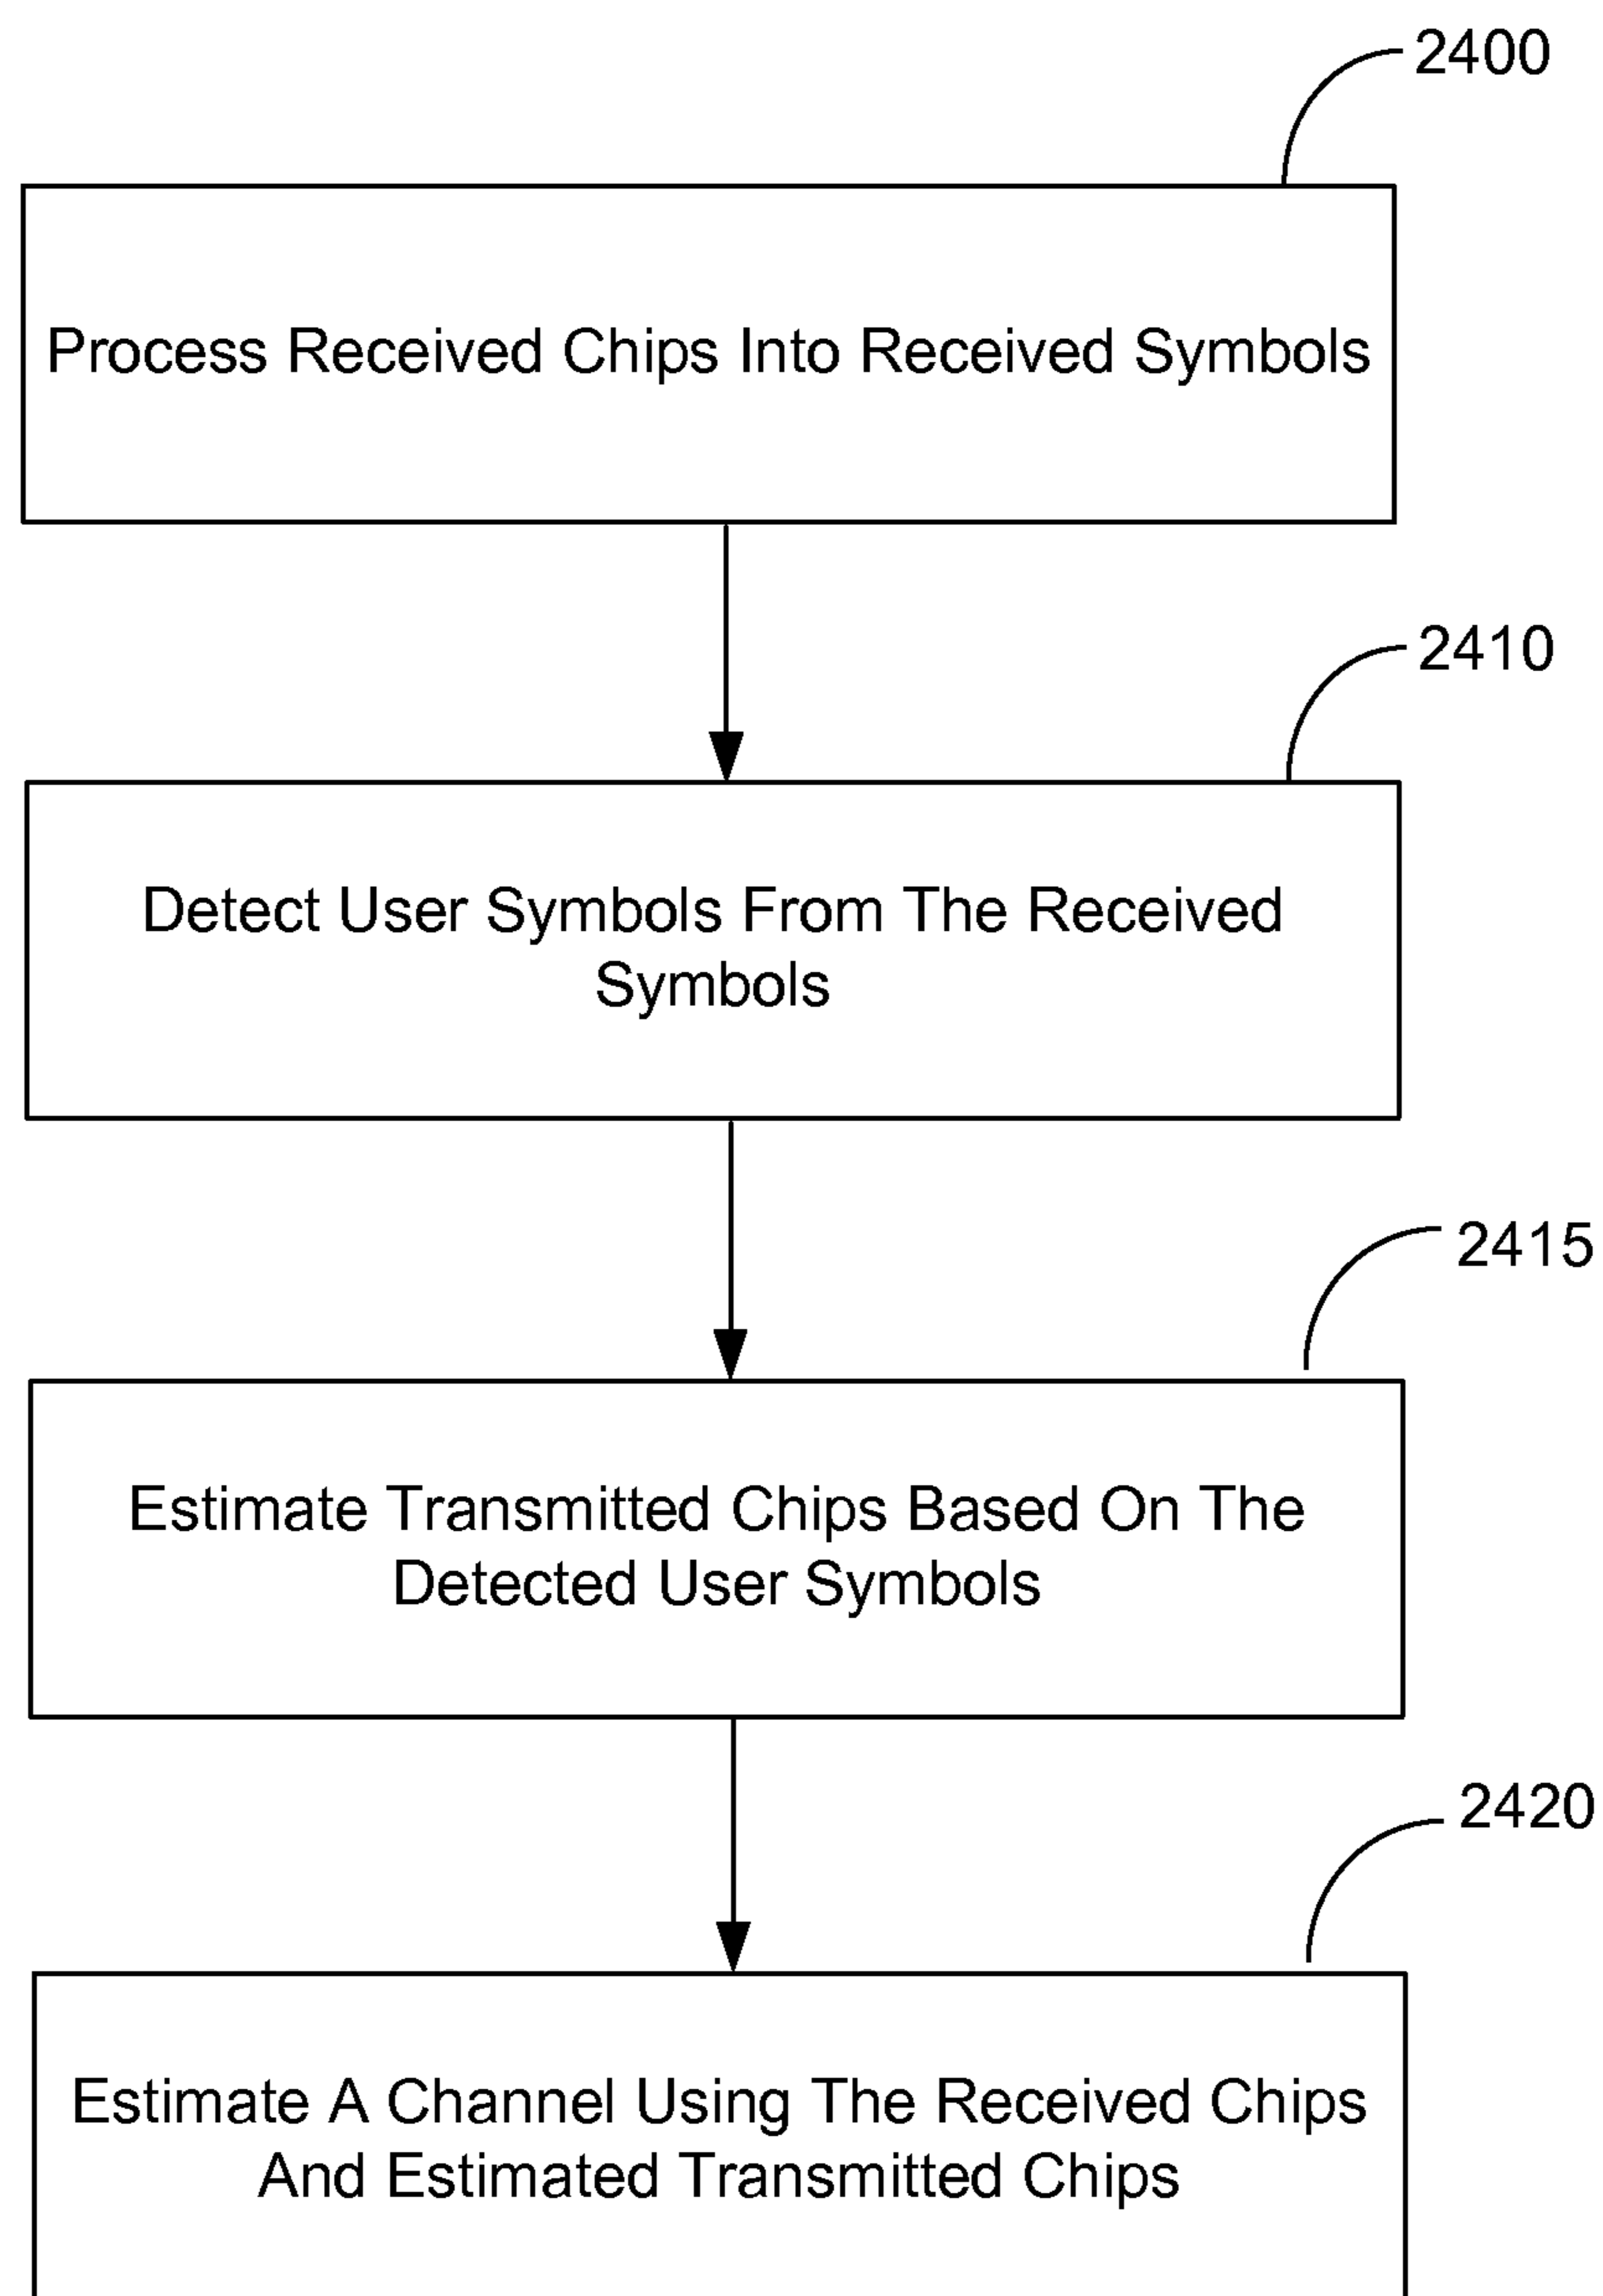 2400
Process Received Chips Into Received Symbols
2410
Detect User Symbols From The Received
Symbols
2415
Estimate Transmitted Chips Based On The
Detected User Symbols
2420
Estimate A Channel Using The Received Chips
And Estimated Transmitted Chips